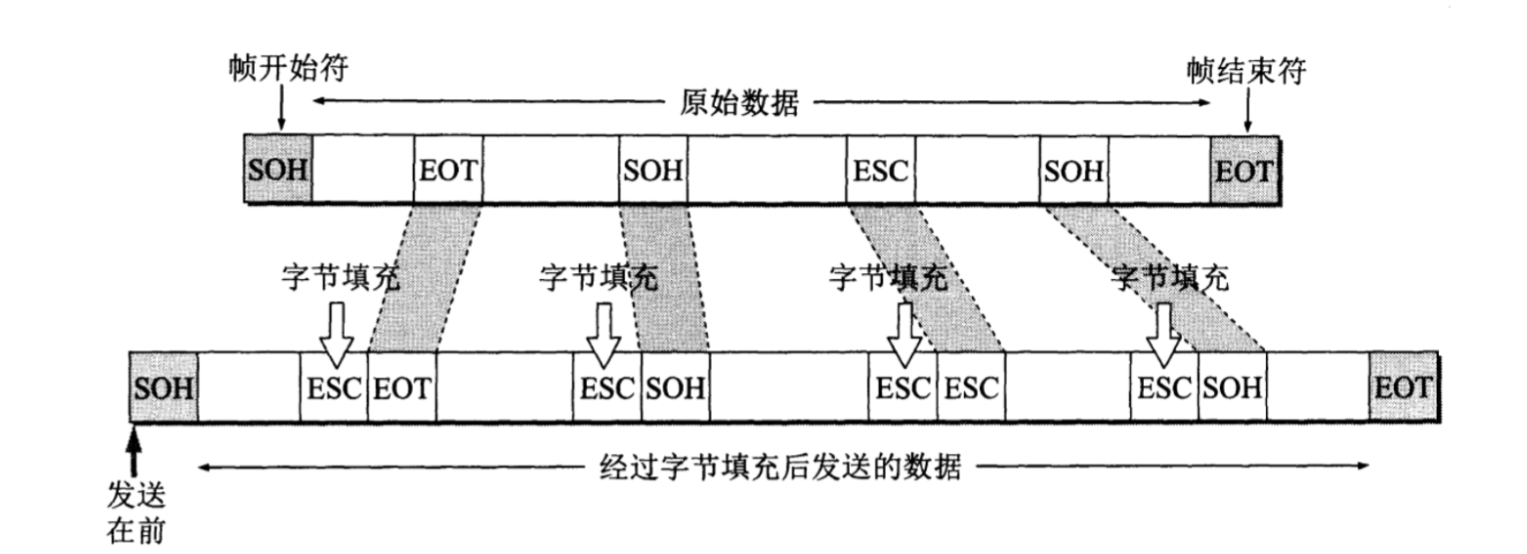 帧开始符
帧结束符
原始数据
SOH EOT SOH ESC SOH EOT
字节填充 字节填充 字节填充 字节填充
SOH ESC EOT ESC SOH ESC ESC ESC SOH EOT
经过字节填充后发送的数据
发送
在前